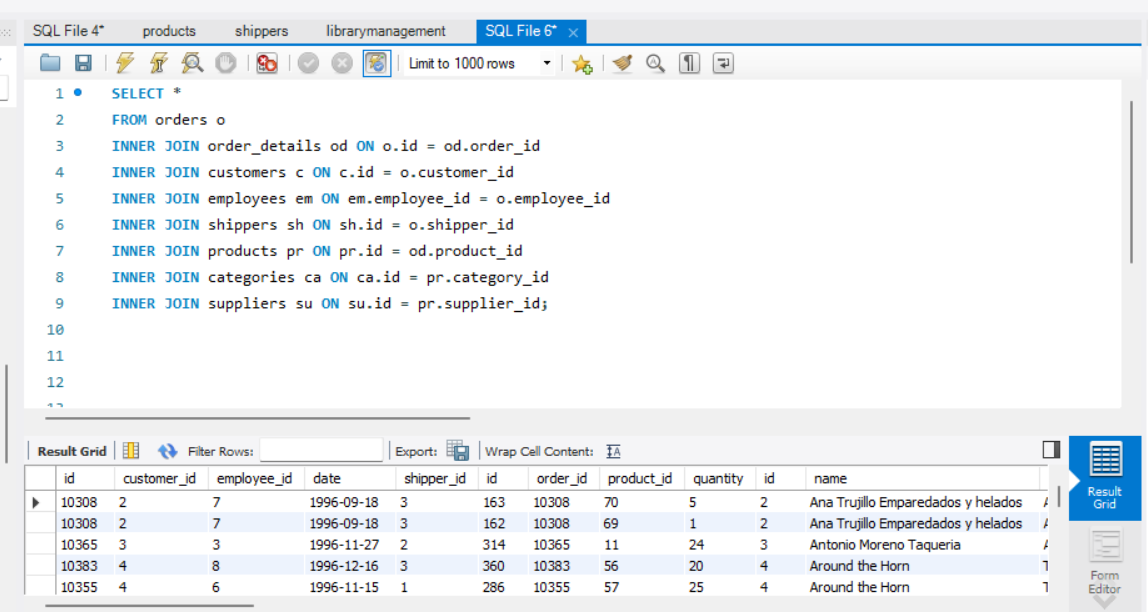 SQL File 4* products shippers librarymanagement SQL File 6* ×
Limit to 1000 rows
1 SELECT *
2 FROM orders o
3 INNER JOIN order_details od ON o.id = od.order_id
4 INNER JOIN customers c ON c.id = o.customer_id
5 INNER JOIN employees em ON em.employee_id = o.employee_id
6 INNER JOIN shippers sh ON sh.id = o.shipper_id
7 INNER JOIN products pr ON pr.id = od.product_id
8 INNER JOIN categories ca ON ca.id = pr.category_id
9 INNER JOIN suppliers su ON su.id = pr.supplier_id;
10
11
12
Result Grid Filter Rows: Export: Wrap Cell Content: IA
id customer_id employee_id date shipper_id id order_id product_id quantity id name
10308 2 7 1996-09-18 3 163 10308 70 5 2 Ana Trujillo Emparedados y helados
10308 2 7 1996-09-18 3 162 10308 69 1 2 Ana Trujillo Emparedados y helados
10365 3 3 1996-11-27 2 314 10365 11 24 3 Antonio Moreno Taqueria
10383 4 8 1996-12-16 3 360 10383 56 20 4 Around the Horn
10355 4 6 1996-11-15 1 286 10355 57 25 4 Around the Horn
Result
Grid
Form
Editor